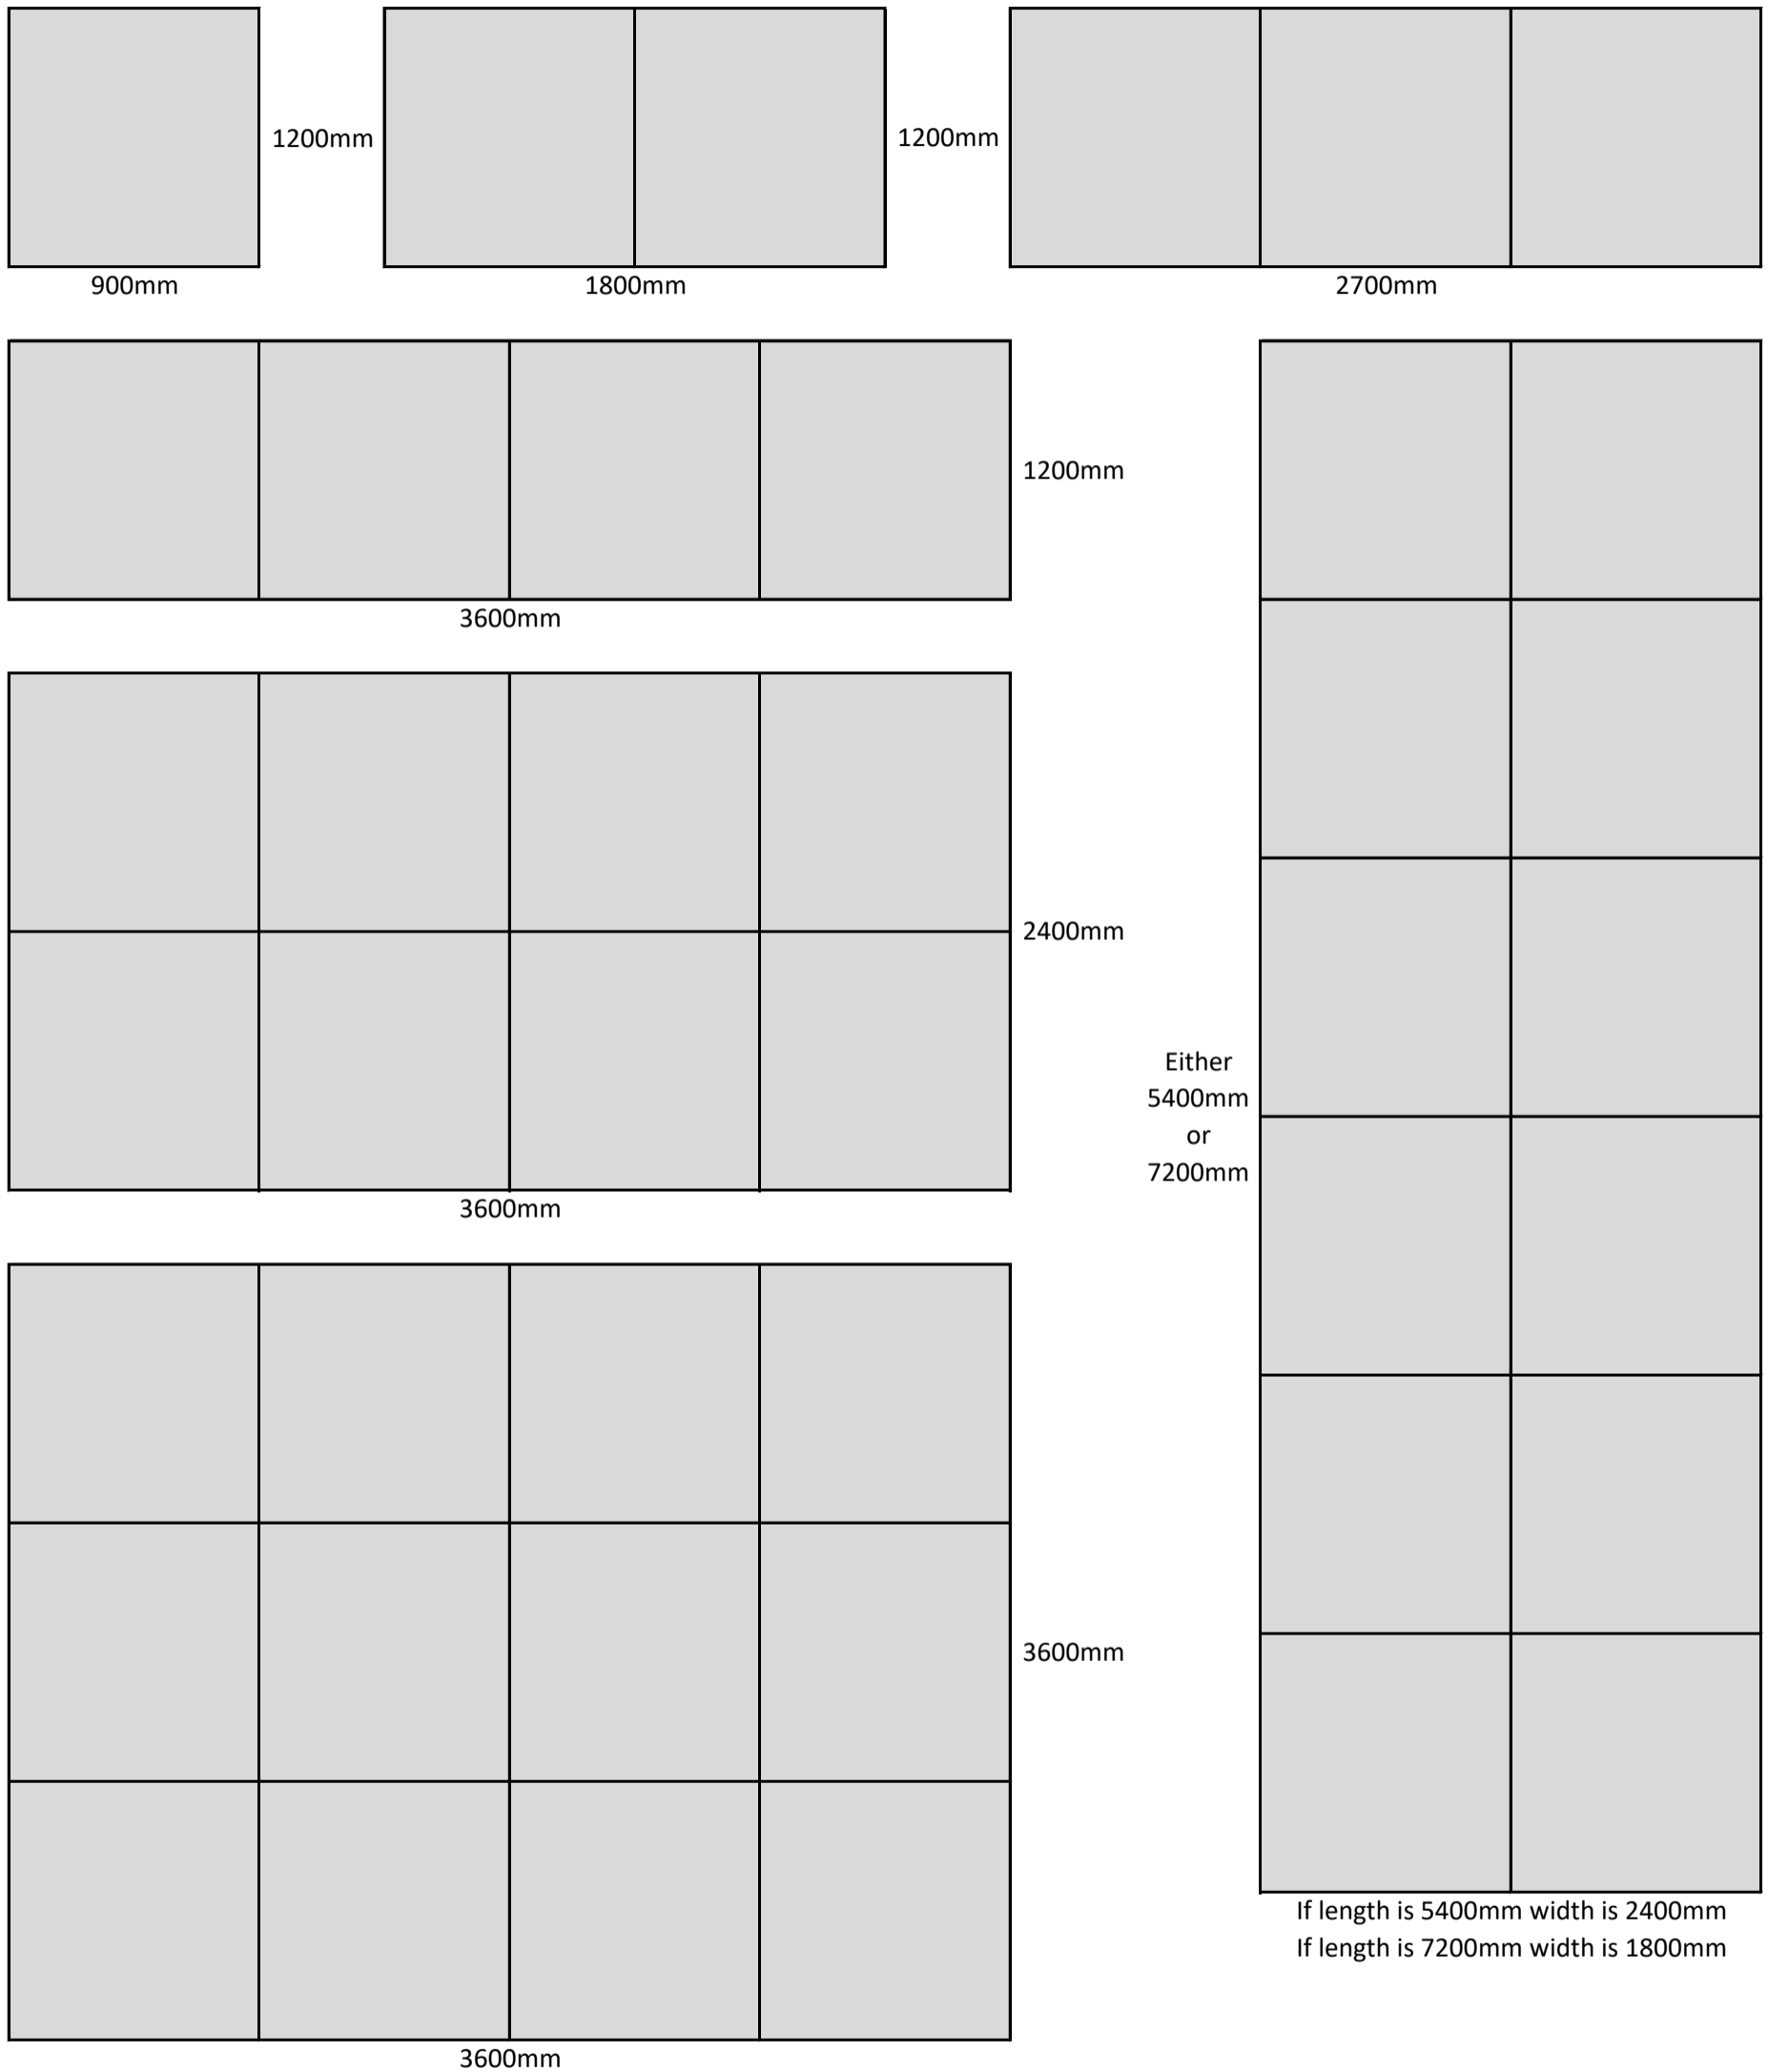 1200mm
1200mm
900mm
1800mm
2700mm
1200mm
3600mm
2400mm
3600mm
Either
5400mm
or
7200mm
3600mm
3600mm
If length is 5400mm width is 2400mm
If length is 7200mm width is 1800mm